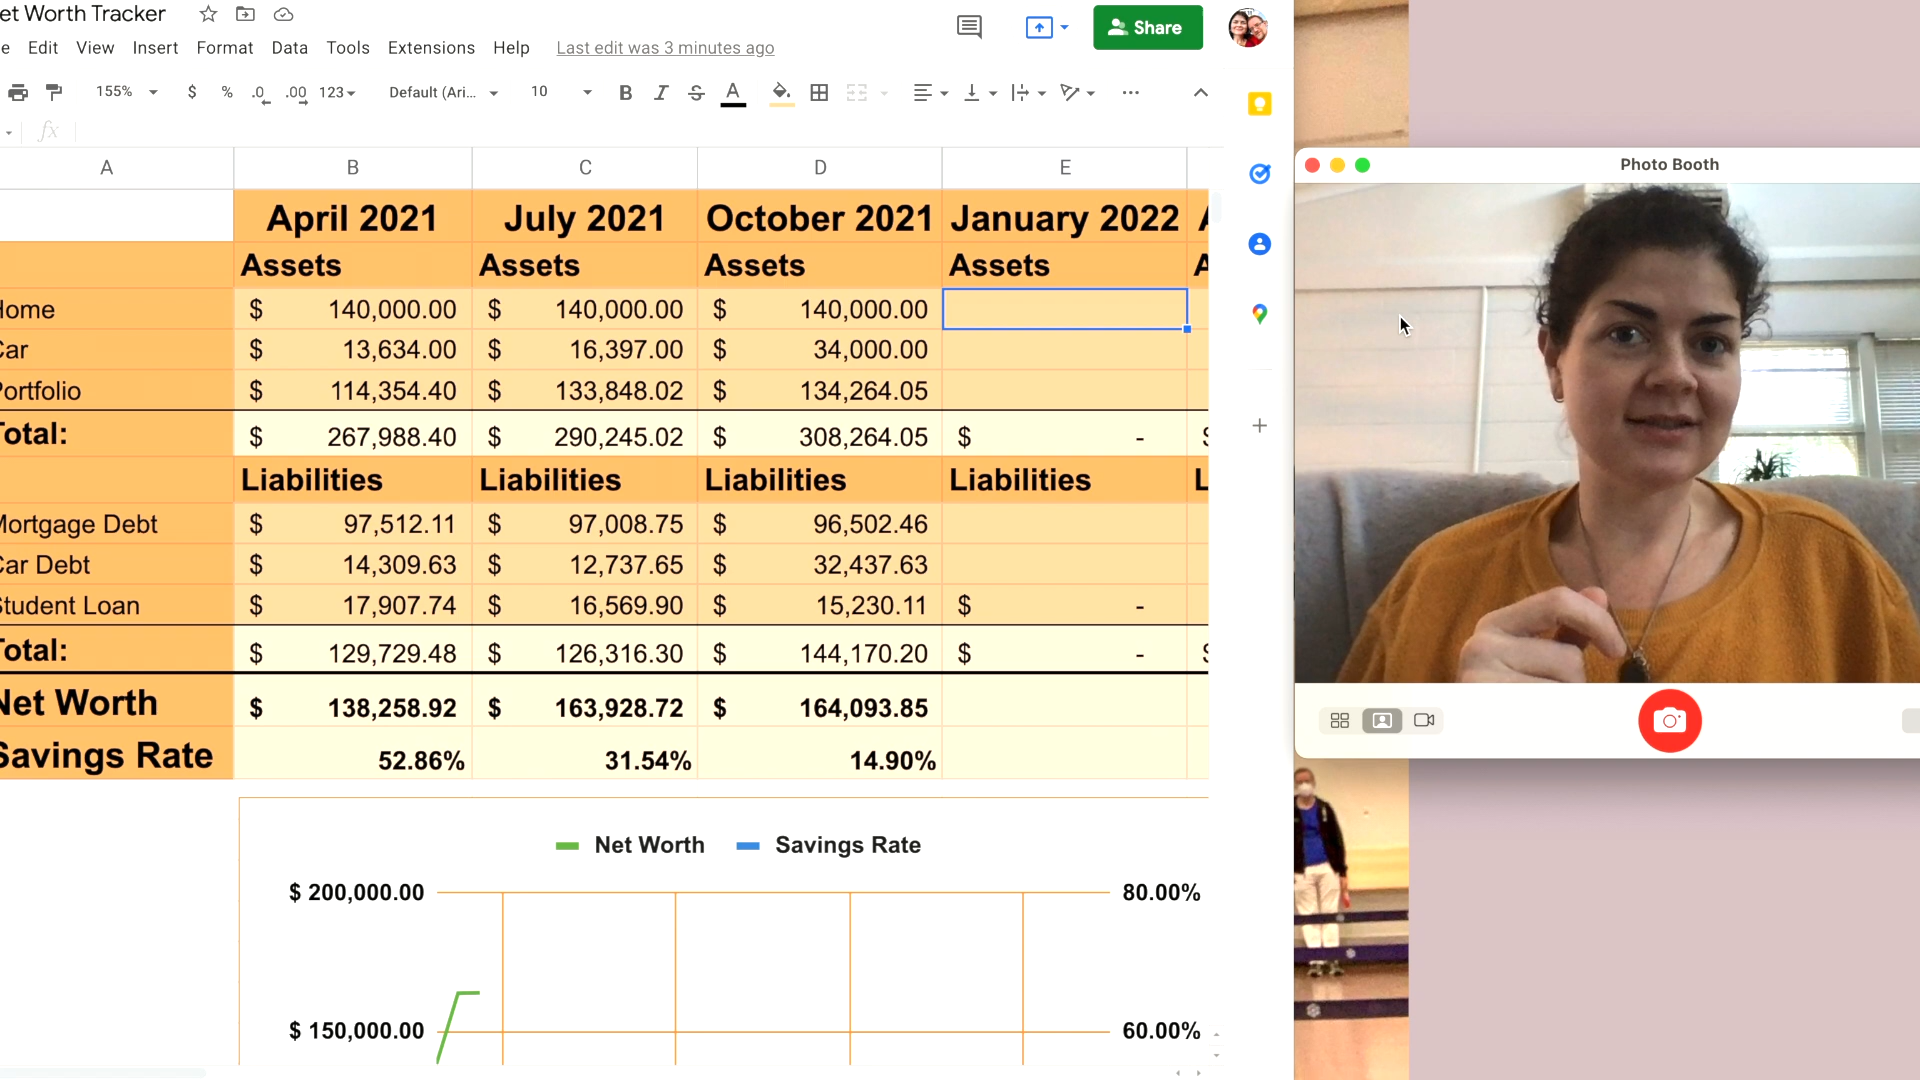 et Worth Tracker
e Edit View Insert Format Data Tools Extensions Help Last edit was 3 minutes ago
Share
155% $ % .0 .00 123 Default (Ari... 10 B I S A
fx
A B C D E
April 2021 July 2021 October 2021 January 2022
Assets Assets Assets Assets
ome $ 140,000.00 $ 140,000.00 $ 140,000.00
ar $ 13,634.00 $ 16,397.00 $ 34,000.00
ortfolio $ 114,354.40 $ 133,848.02 $ 134,264.05
otal: $ 267,988.40 $ 290,245.02 $ 308,264.05 $ -
Liabilities Liabilities Liabilities Liabilities
Mortgage Debt $ 97,512.11 $ 97,008.75 $ 96,502.46
ar Debt $ 14,309.63 $ 12,737.65 $ 32,437.63
tudent Loan $ 17,907.74 $ 16,569.90 $ 15,230.11 $ -
otal: $ 129,729.48 $ 126,316.30 $ 144,170.20 $ -
Net Worth $ 138,258.92 $ 163,928.72 $ 164,093.85
Savings Rate 52.86% 31.54% 14.90%
Net Worth Savings Rate
$ 200,000.00 80.00%
$ 150,000.00 60.00%
Photo Booth